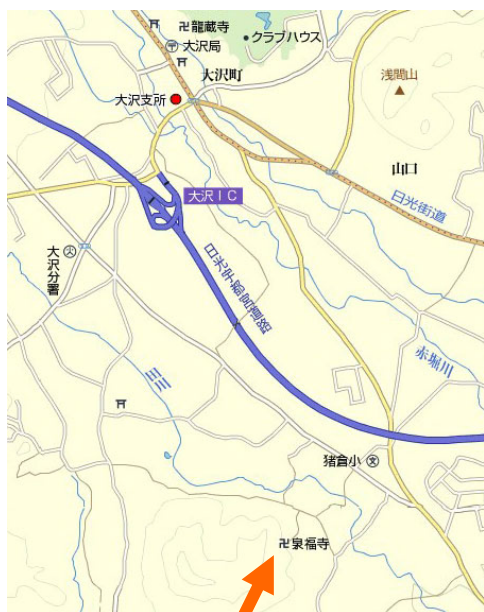 龍蔵寺
クラブハウス
大沢局
大沢町
浅間山
大沢支所
山口
日光街道
大沢IC
大沢分署
日光宇都宮道路
赤堀川
猪倉小
文
泉福寺